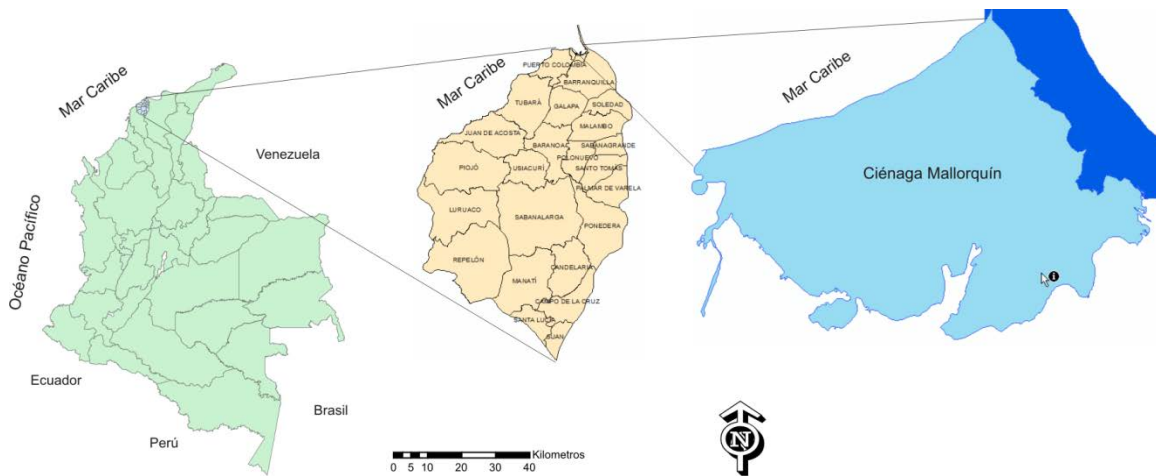 Mar Caribe
Venezuela
Océano Pacífico
Ecuador
Perú
Brasil
Mar Caribe
PUERTO COLOMBIA
BARRANQUILLA
TUBARÁ
GALAPA
SOLEDAD
JUAN DE ACOSTA
MALAMBO
BARANOA
SABANAGRANDE
POLONUEVO
PIOJÓ
USIACURÍ
SANTO TOMAS
PALMAR DE VARELA
LURUACO
SABANALARGA
PONEDERA
REPELÓN
CANDELARIA
MANATÍ
CAMPO DE LA CRUZ
SANTA LUCIA
SUAN
Mar Caribe
Ciénaga Mallorquín
Kilometros
0 5 10 20 30 40
N